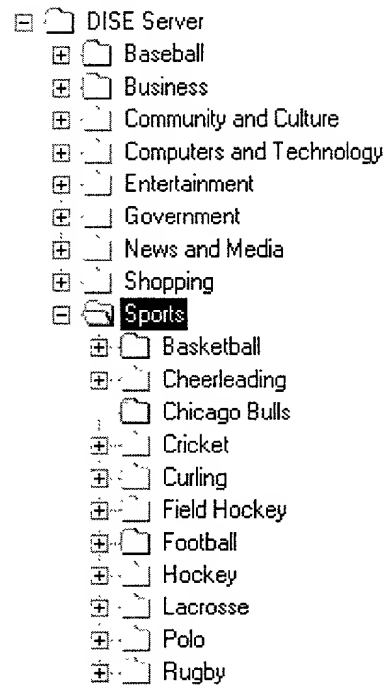 DISE Server
Baseball
Business
Community and Culture
Computers and Technology
Entertainment
Government
News and Media
Shopping
Sports
Basketball
Cheerleading
Chicago Bulls
Cricket
Curling
Field Hockey
Football
Hockey
Lacrosse
Polo
Rugby